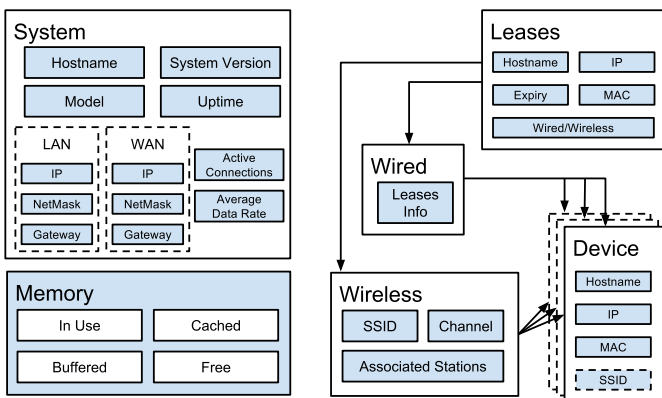 System
Hostname
System Version
Model
Uptime
LAN
IP
NetMask
Gateway
WAN
IP
NetMask
Gateway
Active
Connections
Average
Data Rate
Memory
In Use
Cached
Buffered
Free
Leases
Hostname
IP
Expiry
MAC
Wired/Wireless
Wired
Leases
Info
Wireless
SSID
Channel
Associated Stations
Device
Hostname
IP
MAC
SSID